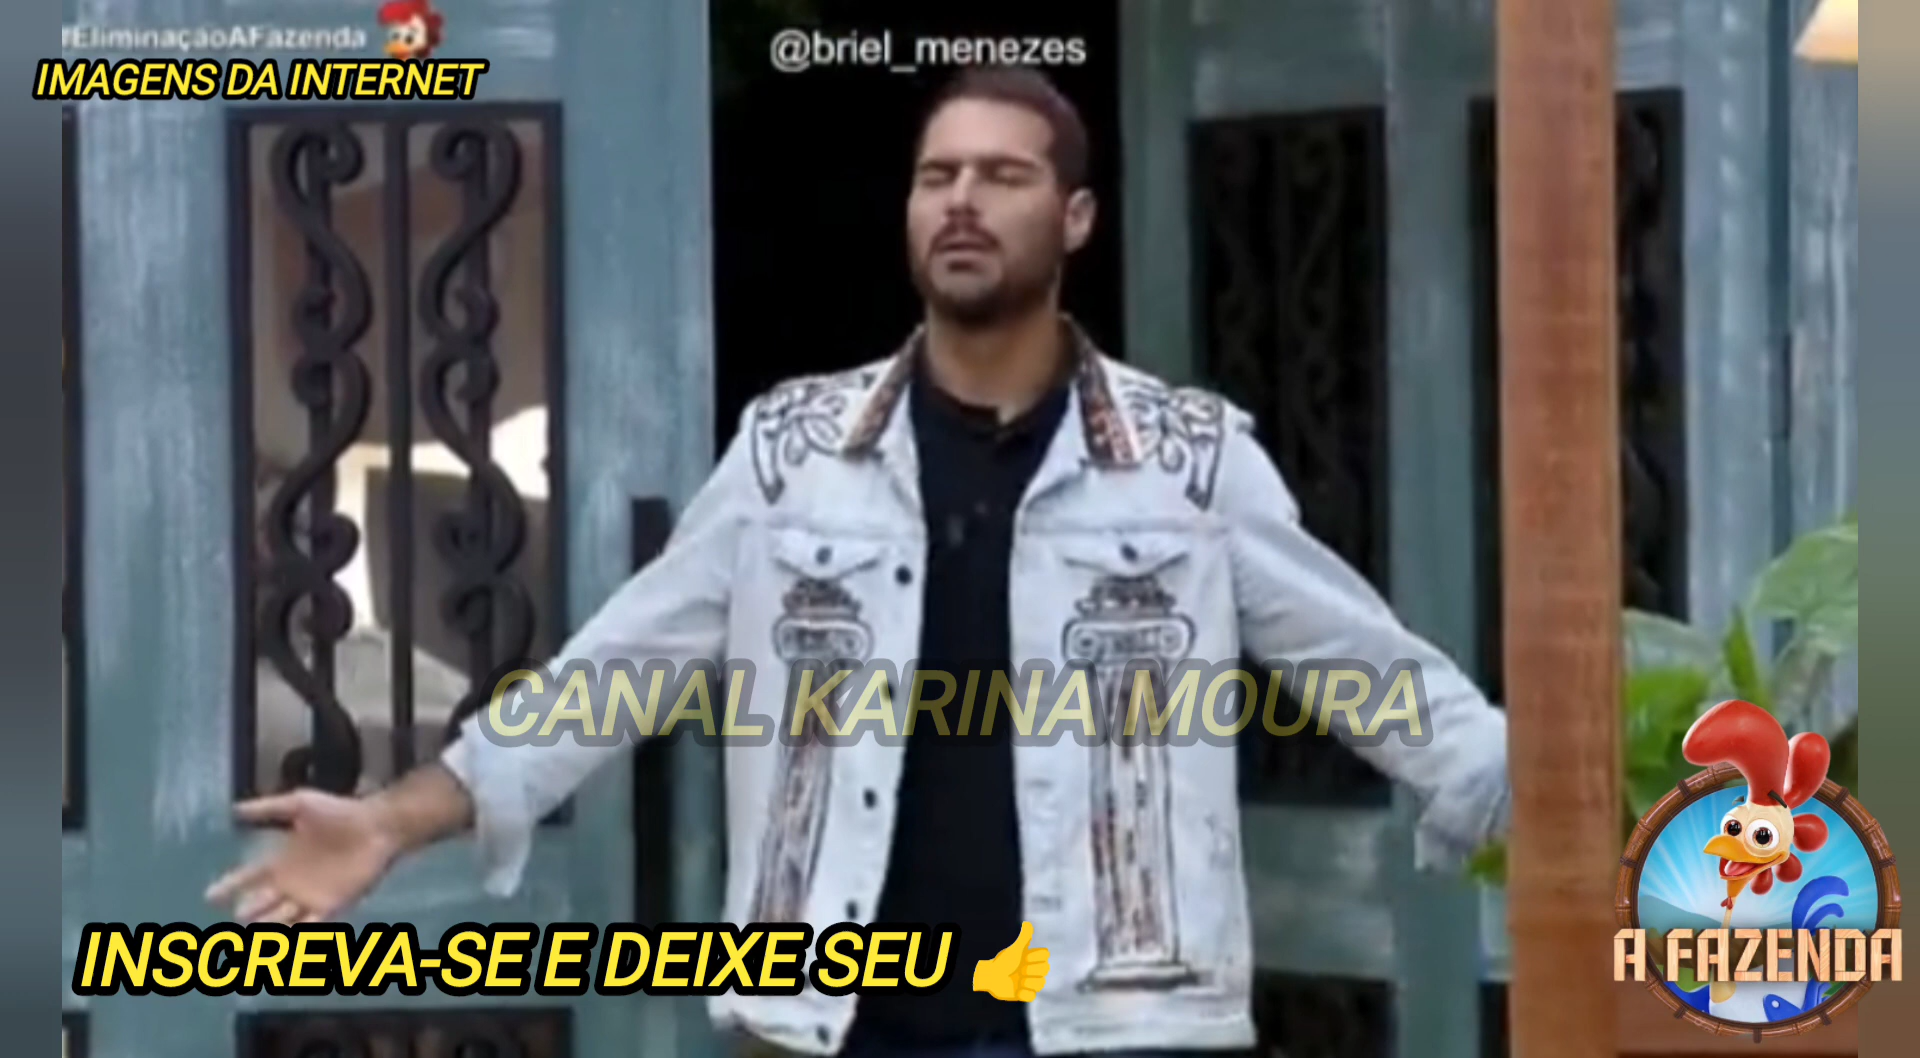 #EliminaçãoAFazenda
@briel_menezes
IMAGENS DA INTERNET
CANAL KARINA MOURA
INSCREVA-SE E DEIXE SEU 👍
A FAZENDA